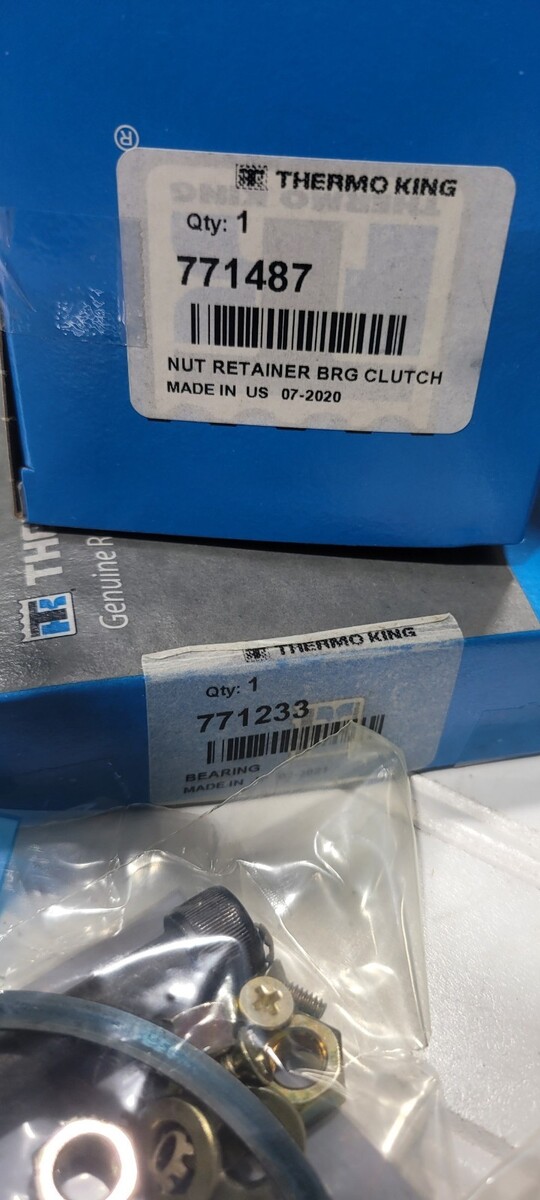 ®
THERMO KING
Qty: 1
771487
NUT RETAINER BRG CLUTCH
MADE IN US 07-2020
TH
Genuine R
THERMO KING
Qty: 1
771233
BEARING
MADE IN